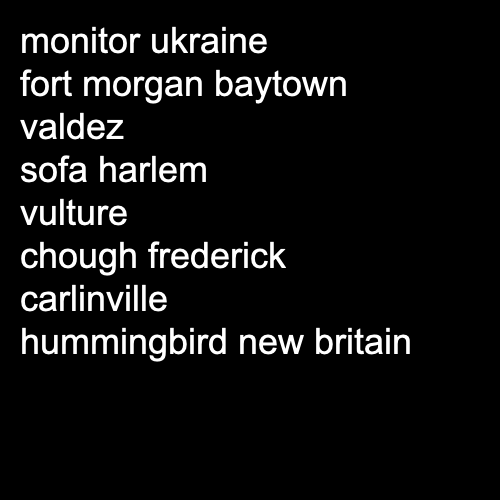 monitor ukraine
fort morgan baytown
valdez
sofa harlem
vulture
chough frederick
carlinville
hummingbird new britain